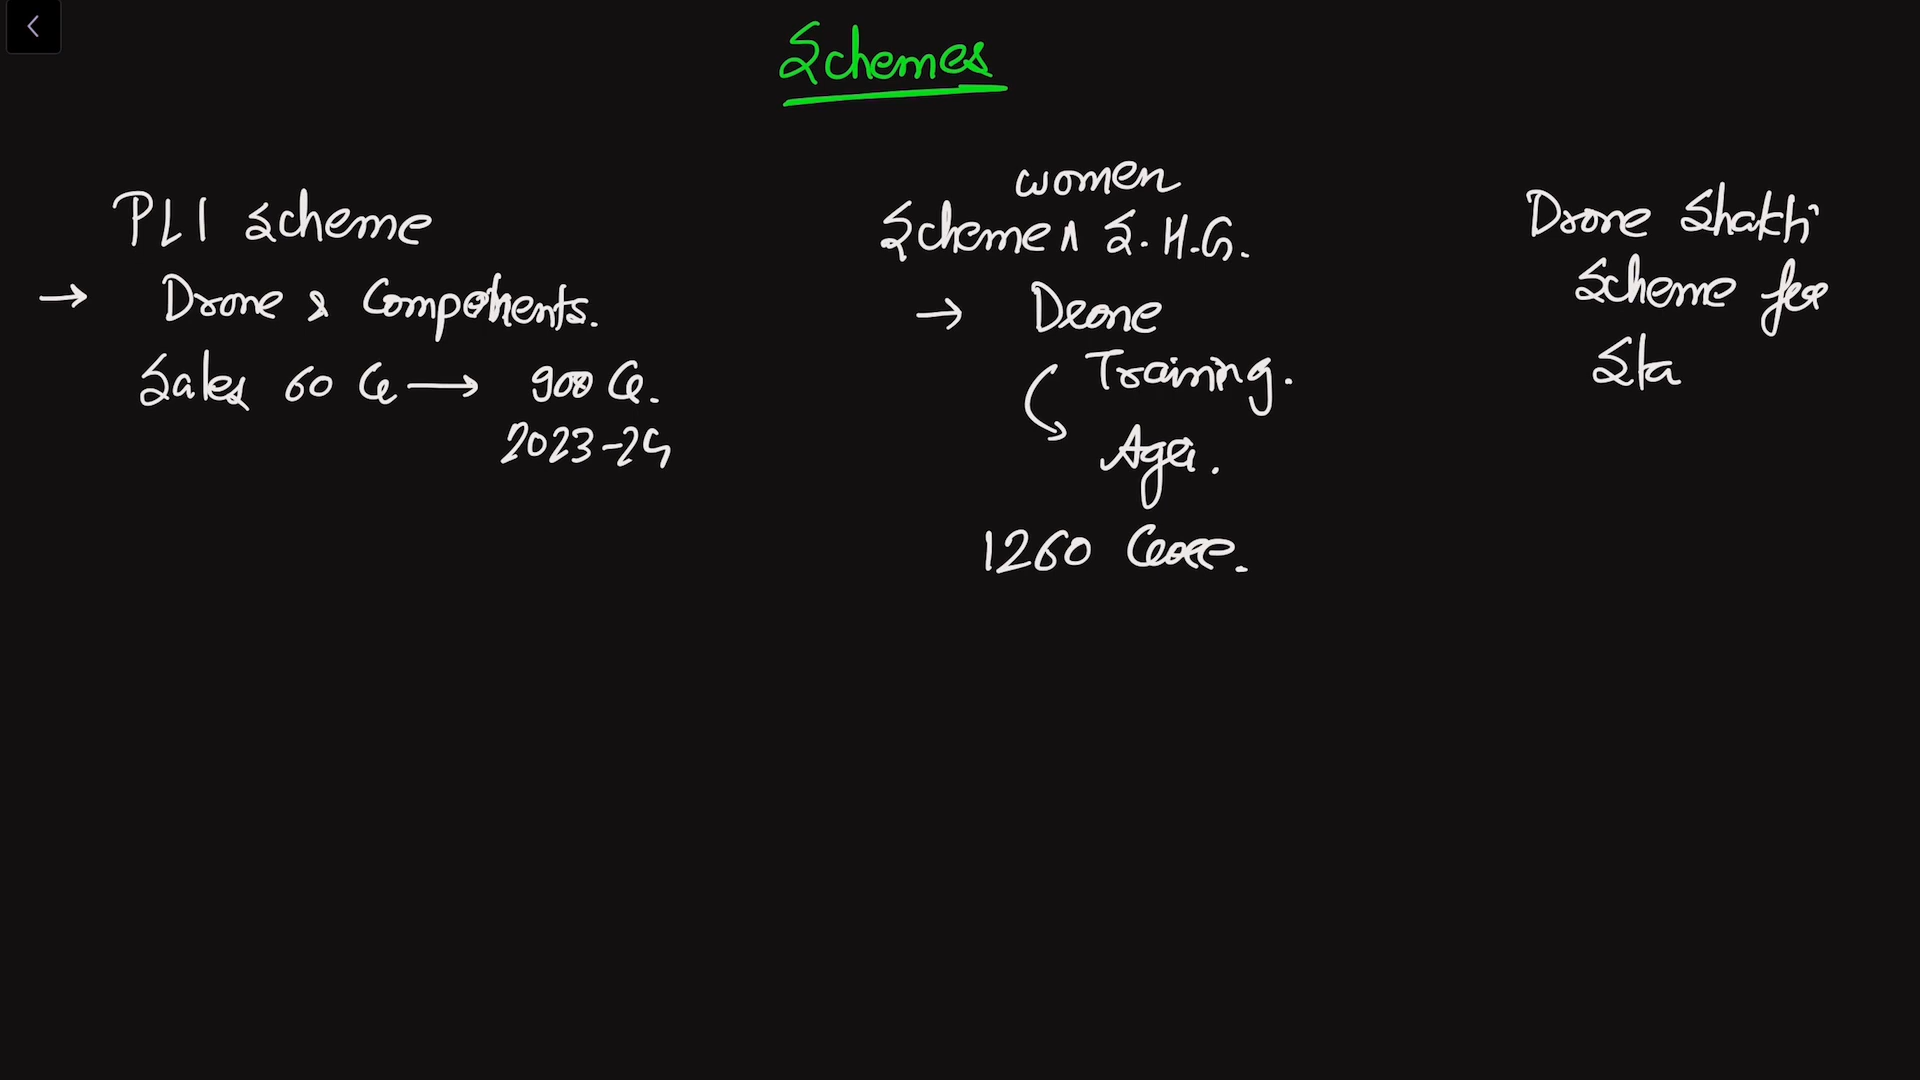 Schemes
PLI Scheme
→ Drone & Components.
Sales 60 Cr → 900 Cr.
2023-24
women
Scheme ∧ S.H.G.
→ Drone
Training.
Agri.
1260 Crore.
Drone Shakti
Scheme for
Sta